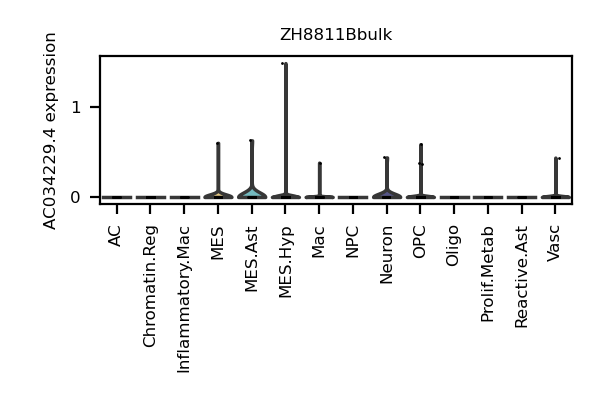 ZH8811Bbulk
AC034229.4 expression
1
0
AC
Chromatin.Reg
Inflammatory.Mac
MES
MES.Ast
MES.Hyp
Mac
NPC
Neuron
OPC
Oligo
Prolif.Metab
Reactive.Ast
Vasc